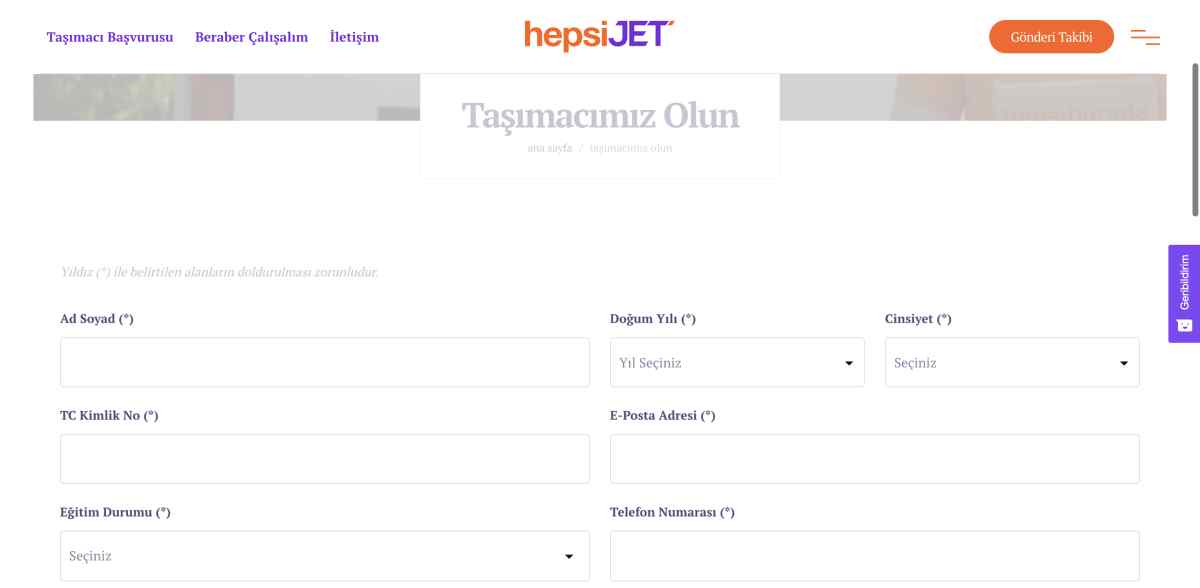 Taşımacı Başvurusu Beraber Çalışalım İletişim hepsiJET Gönderi Takibi
Taşımacımız Olun
ana sayfa / taşımacımız olun
Geribildirim
Yıldız (*) ile belirtilen alanların doldurulması zorunludur.
Ad Soyad (*) Doğum Yılı (*) Cinsiyet (*)
Yıl Seçiniz Seçiniz
TC Kimlik No (*) E-Posta Adresi (*)
Eğitim Durumu (*) Telefon Numarası (*)
Seçiniz